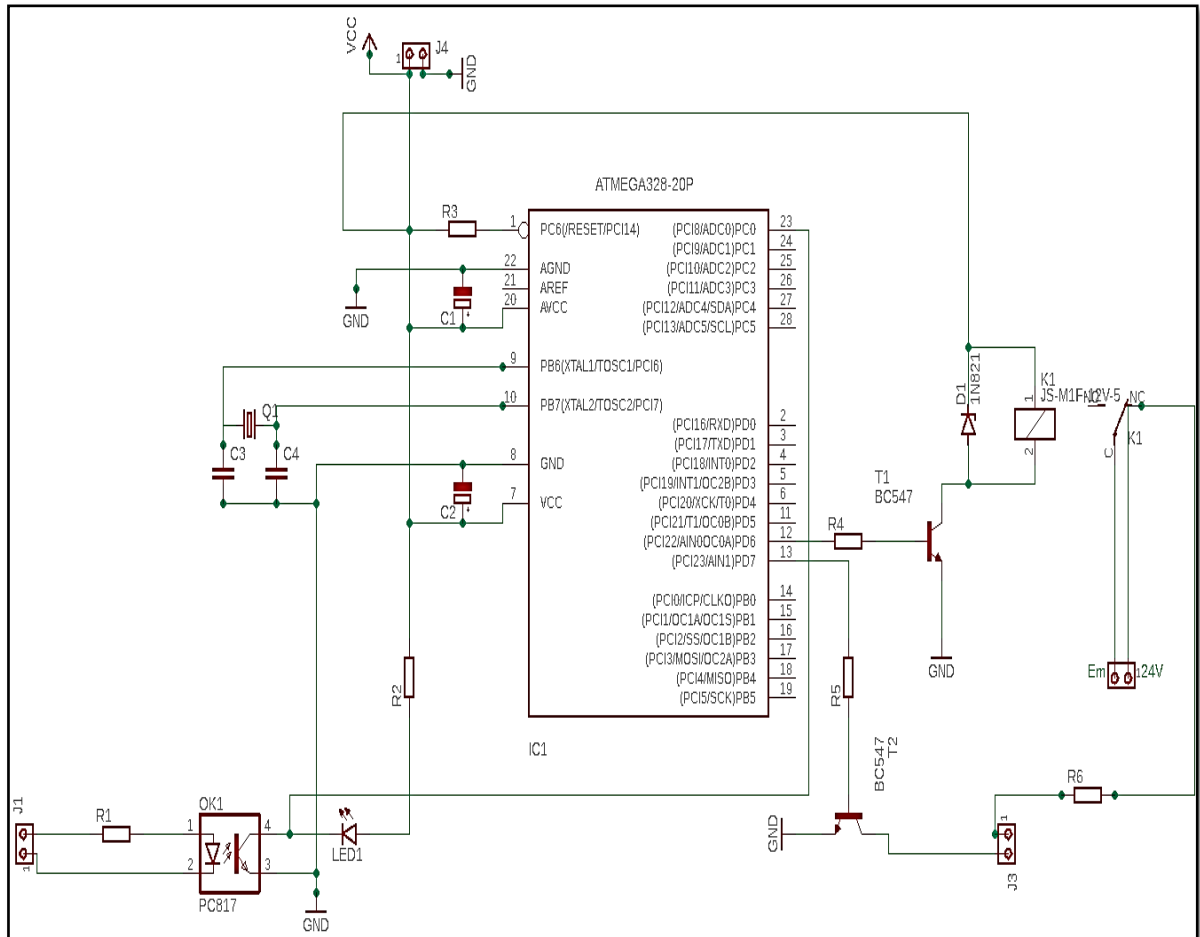 VCC
1
J4
GND
ATMEGA328-20P
R3
1
PC6(/RESET/PCI14)
22
AGND
21
AREF
20
AVCC
9
PB6(XTAL1/TOSC1/PCI6)
10
PB7(XTAL2/TOSC2/PCI7)
8
GND
7
VCC
(PCI8/ADC0)PC0
23
(PCI9/ADC1)PC1
24
(PCI10/ADC2)PC2
25
(PCI11/ADC3)PC3
26
(PCI12/ADC4/SDA)PC4
27
(PCI13/ADC5/SCL)PC5
28
(PCI16/RXD)PD0
2
(PCI17/TXD)PD1
3
(PCI18/INT0)PD2
4
(PCI19/INT1/OC2B)PD3
5
(PCI20/XCK/T0)PD4
6
(PCI21/T1/OC0B)PD5
11
(PCI22/AIN0OC0A)PD6
12
(PCI23/AIN1)PD7
13
(PCI0/ICP/CLKO)PB0
14
(PCI1/OC1A/OC1S)PB1
15
(PCI2/SS/OC1B)PB2
16
(PCI3/MOSI/OC2A)PB3
17
(PCI4/MISO)PB4
18
(PCI5/SCK)PB5
19
IC1
GND
C1
Q1
C3
C4
C2
R2
D1
1N821
K1
JS-M1F-12V-5
1
2
NO
NC
C
K1
T1
BC547
R4
GND
Em
1
24V
R5
BC547
T2
GND
R6
1
J3
J1
1
R1
OK1
1
2
4
3
PC817
LED1
GND